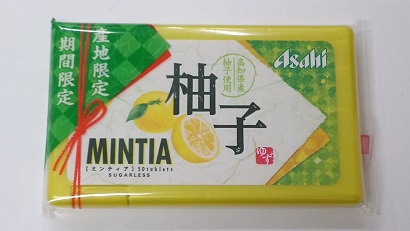 産地限定
期間限定
Asahi
高知県産
柚子使用
柚子
ゆず
MINTIA
[ミンティア] 50tablets
SUGARLESS